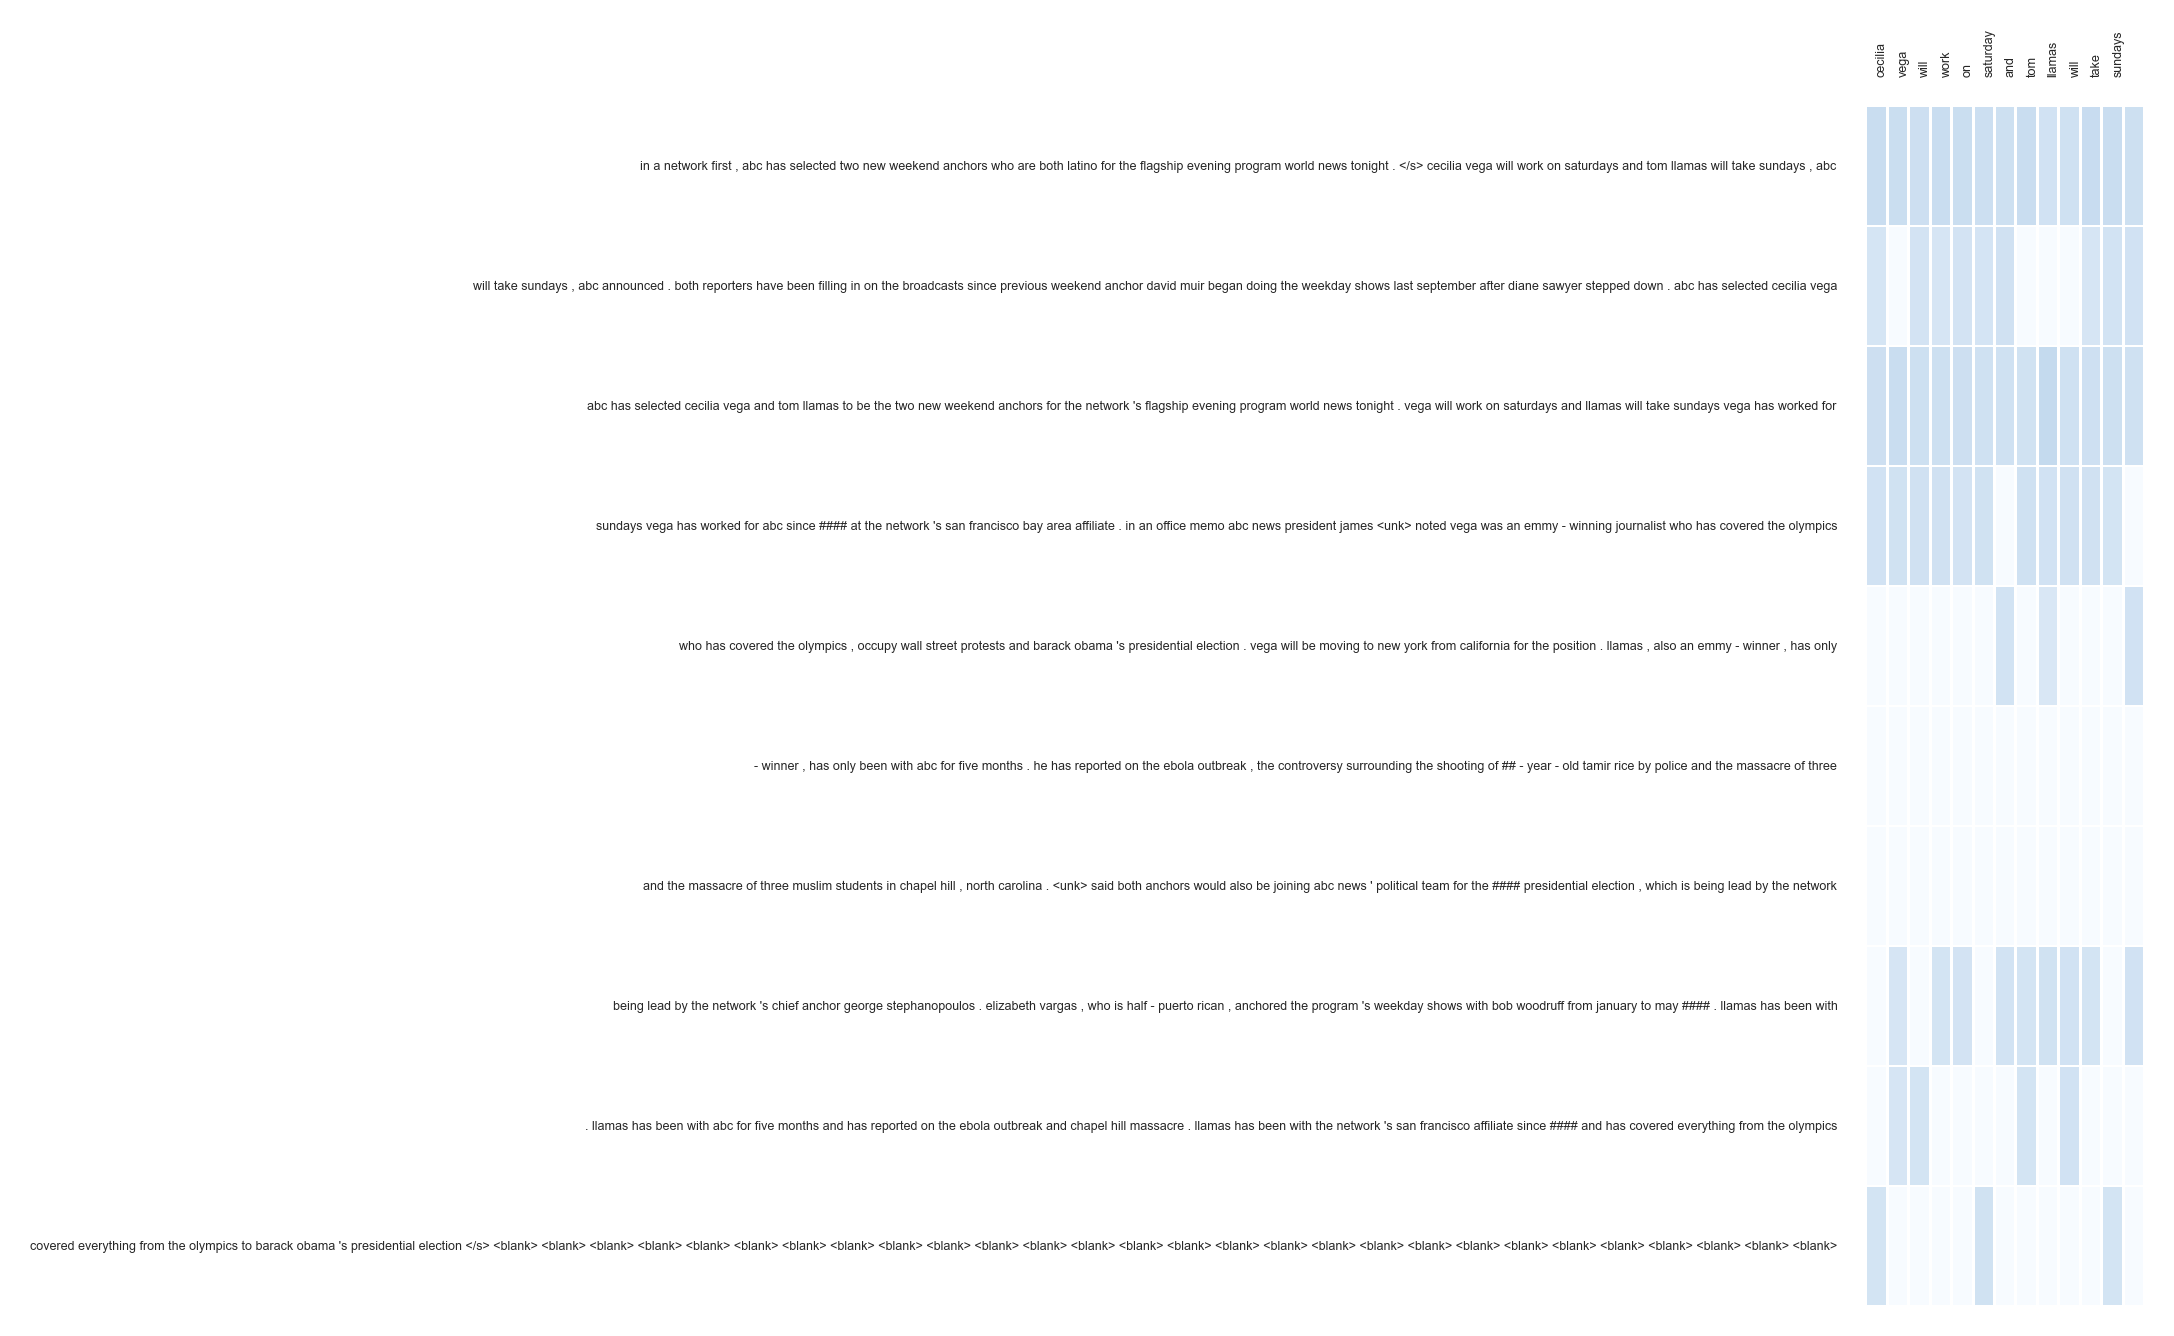 cecilia
vega
will
work
on
saturday
and
tom
llamas
will
take
sundays
in a network first , abc has selected two new weekend anchors who are both latino for the flagship evening program world news tonight . </s> cecilia vega will work on saturdays and tom llamas will take sundays , abc
will take sundays , abc announced . both reporters have been filling in on the broadcasts since previous weekend anchor david muir began doing the weekday shows last september after diane sawyer stepped down . abc has selected cecilia vega
abc has selected cecilia vega and tom llamas to be the two new weekend anchors for the network 's flagship evening program world news tonight . vega will work on saturdays and llamas will take sundays vega has worked for
sundays vega has worked for abc since #### at the network 's san francisco bay area affiliate . in an office memo abc news president james <unk> noted vega was an emmy - winning journalist who has covered the olympics
who has covered the olympics , occupy wall street protests and barack obama 's presidential election . vega will be moving to new york from california for the position . llamas , also an emmy - winner , has only
- winner , has only been with abc for five months . he has reported on the ebola outbreak , the controversy surrounding the shooting of ## - year - old tamir rice by police and the massacre of three
and the massacre of three muslim students in chapel hill , north carolina . <unk> said both anchors would also be joining abc news ' political team for the #### presidential election , which is being lead by the network
being lead by the network 's chief anchor george stephanopoulos . elizabeth vargas , who is half - puerto rican , anchored the program 's weekday shows with bob woodruff from january to may #### . llamas has been with
. llamas has been with abc for five months and has reported on the ebola outbreak and chapel hill massacre . llamas has been with the network 's san francisco affiliate since #### and has covered everything from the olympics
covered everything from the olympics to barack obama 's presidential election </s> <blank> <blank> <blank> <blank> <blank> <blank> <blank> <blank> <blank> <blank> <blank> <blank> <blank> <blank> <blank> <blank> <blank> <blank> <blank> <blank> <blank> <blank> <blank> <blank> <blank> <blank> <blank> <blank>